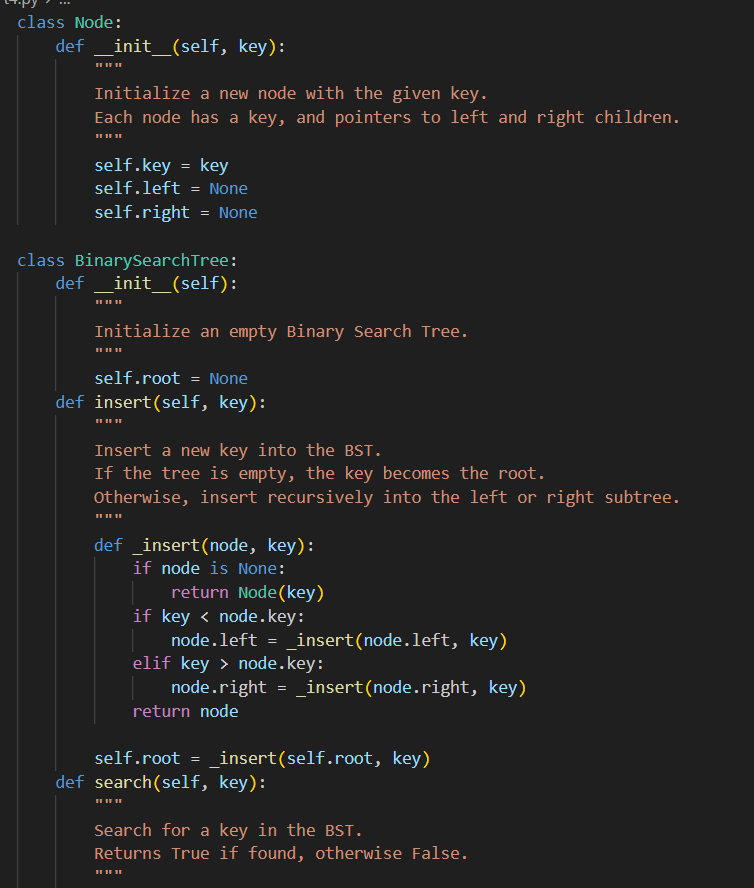 t4.py > ...
class Node:
    def __init__(self, key):
        """
        Initialize a new node with the given key.
        Each node has a key, and pointers to left and right children.
        """
        self.key = key
        self.left = None
        self.right = None

class BinarySearchTree:
    def __init__(self):
        """
        Initialize an empty Binary Search Tree.
        """
        self.root = None
    def insert(self, key):
        """
        Insert a new key into the BST.
        If the tree is empty, the key becomes the root.
        Otherwise, insert recursively into the left or right subtree.
        """
        def _insert(node, key):
            if node is None:
                return Node(key)
            if key < node.key:
                node.left = _insert(node.left, key)
            elif key > node.key:
                node.right = _insert(node.right, key)
            return node

        self.root = _insert(self.root, key)
    def search(self, key):
        """
        Search for a key in the BST.
        Returns True if found, otherwise False.
        """